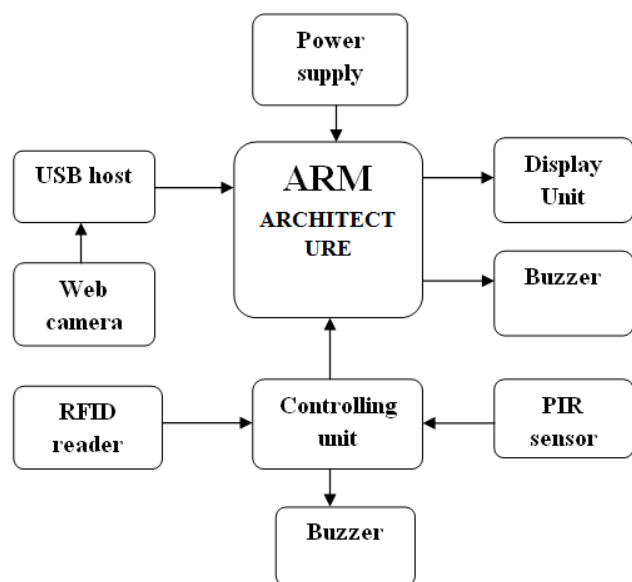 Power
supply
USB host
ARM
ARCHITECT
URE
Display
Unit
Web
camera
Buzzer
RFID
reader
Controlling
unit
PIR
sensor
Buzzer